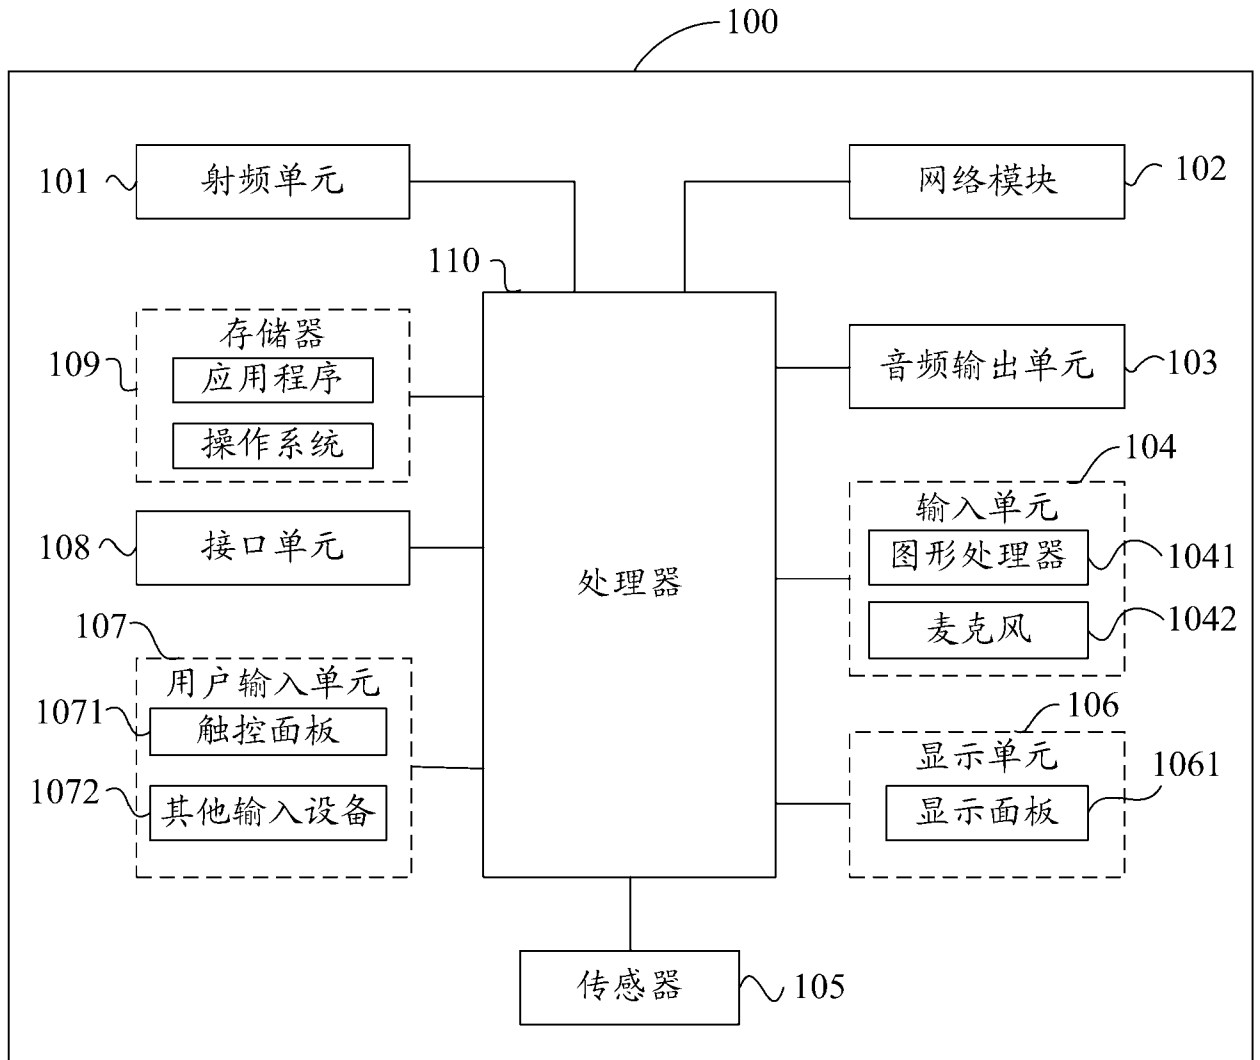 100
101
射频单元
网络模块
102
110
109
存储器
应用程序
操作系统
音频输出单元
103
104
输入单元
图形处理器
1041
麦克风
1042
108
接口单元
处理器
107
用户输入单元
1071
触控面板
1072
其他输入设备
106
显示单元
显示面板
1061
传感器
105